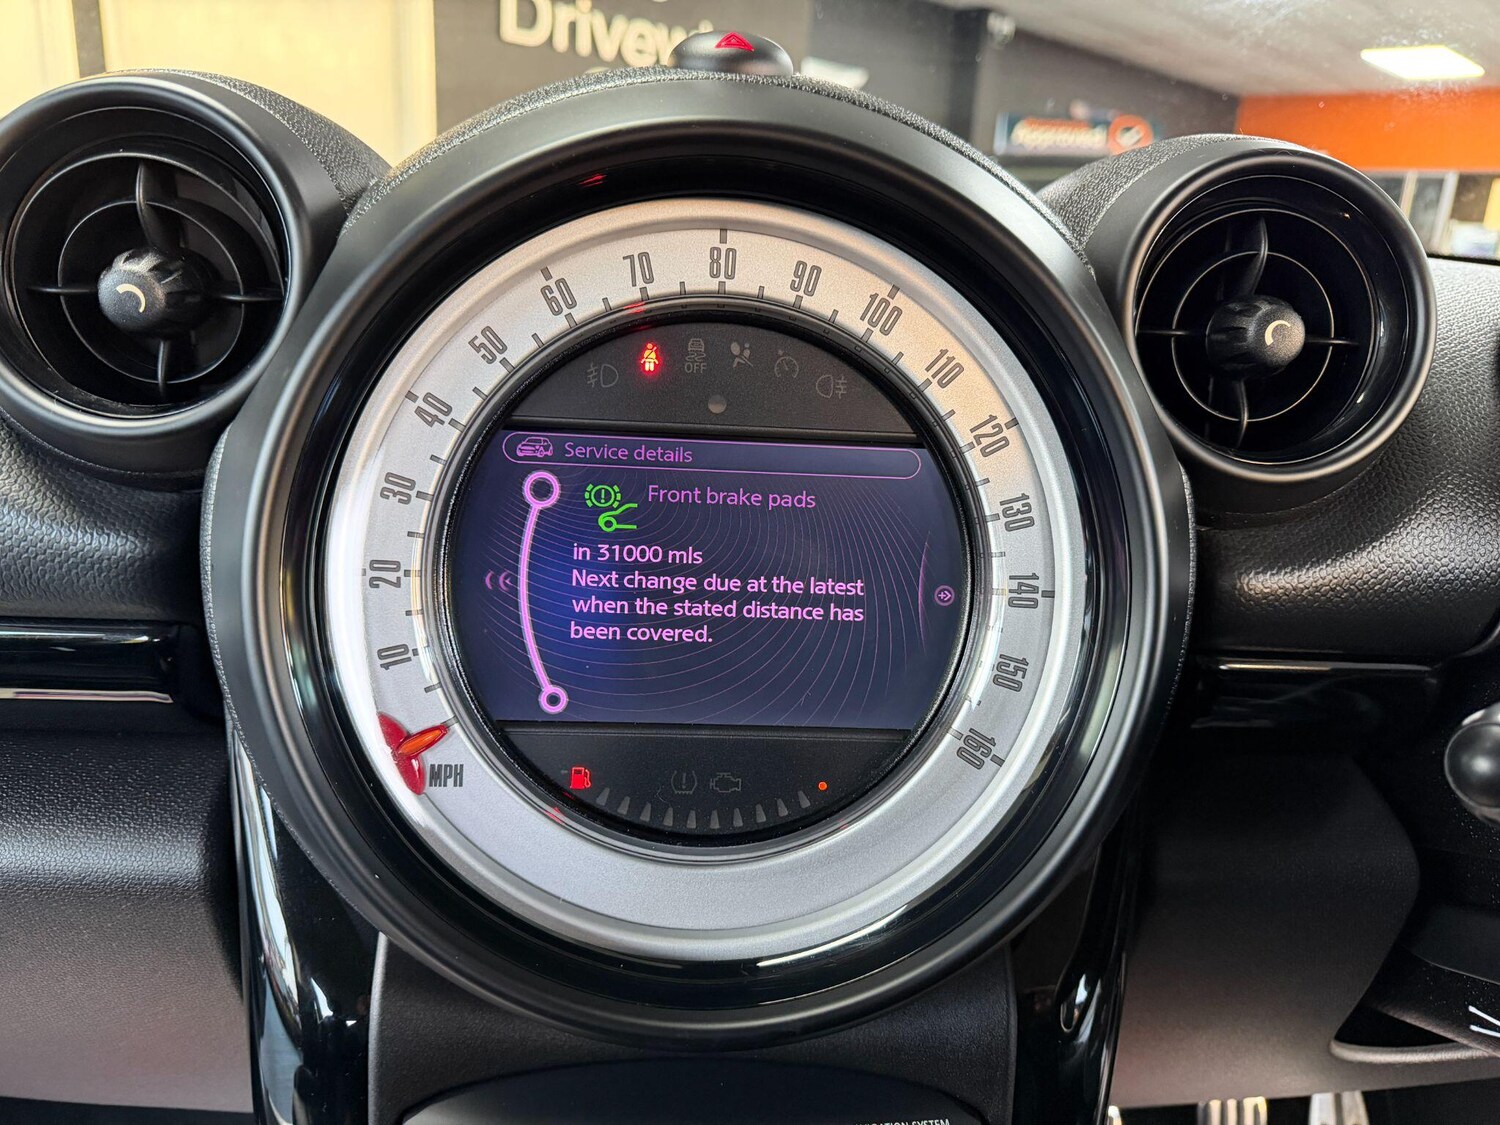 80
70
90
60
100
50
110
40
120
30
130
20
140
10
150
160
MPH
OFF
Service details
Front brake pads
in 31000 mls
Next change due at the latest
when the stated distance has
been covered.
SYSTEM